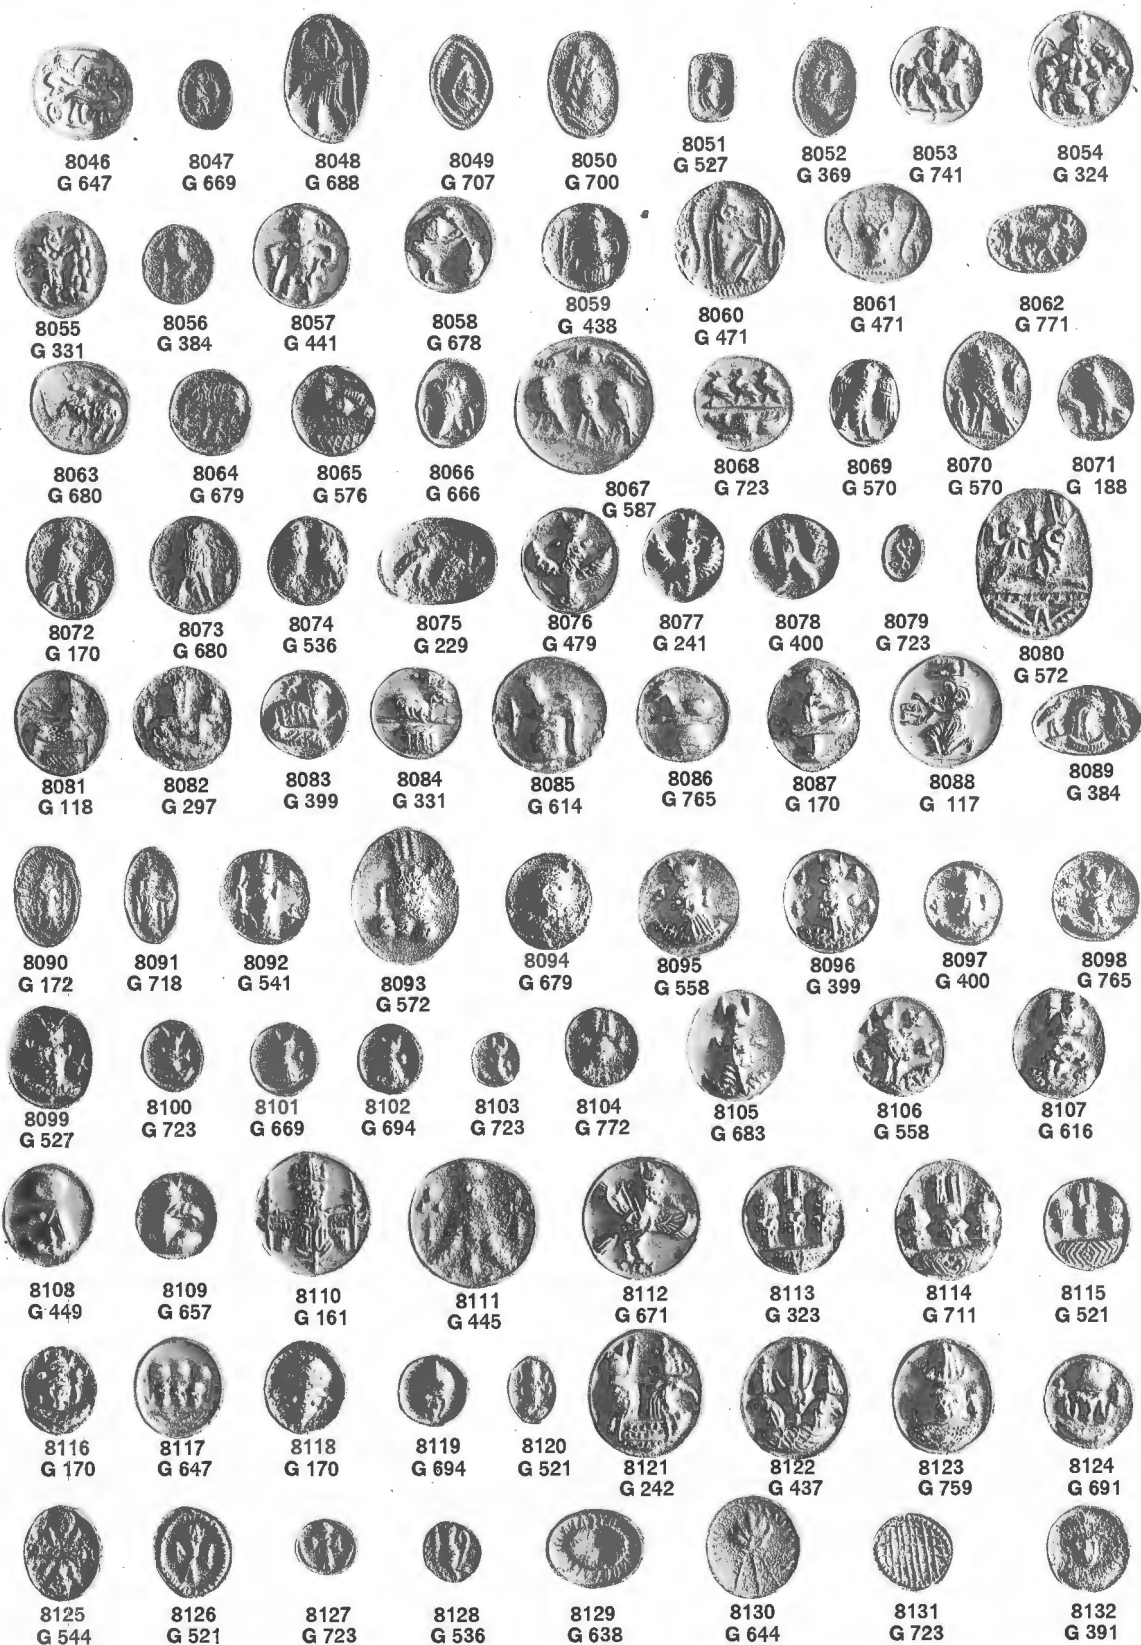 8046
G 647
8047
G 669
8048
G 688
8049
G 707
8050
G 700
8051
G 527
8052
G 369
8053
G 741
8054
G 324
8055
G 331
8056
G 384
8057
G 441
8058
G 678
8059
G 438
8060
G 471
8061
G 471
8062
G 771
8063
G 680
8064
G 679
8065
G 576
8066
G 666
8067
G 587
8068
G 723
8069
G 570
8070
G 570
8071
G 188
8072
G 170
8073
G 680
8074
G 536
8075
G 229
8076
G 479
8077
G 241
8078
G 400
8079
G 723
8080
G 572
8081
G 118
8082
G 297
8083
G 399
8084
G 331
8085
G 614
8086
G 765
8087
G 170
8088
G 117
8089
G 384
8090
G 172
8091
G 718
8092
G 541
8093
G 572
8094
G 679
8095
G 558
8096
G 399
8097
G 400
8098
G 765
8099
G 527
8100
G 723
8101
G 669
8102
G 694
8103
G 723
8104
G 772
8105
G 683
8106
G 558
8107
G 616
8108
G 449
8109
G 657
8110
G 161
8111
G 445
8112
G 671
8113
G 323
8114
G 711
8115
G 521
8116
G 170
8117
G 647
8118
G 170
8119
G 694
8120
G 521
8121
G 242
8122
G 437
8123
G 759
8124
G 691
8125
G 544
8126
G 521
8127
G 723
8128
G 536
8129
G 638
8130
G 644
8131
G 723
8132
G 391